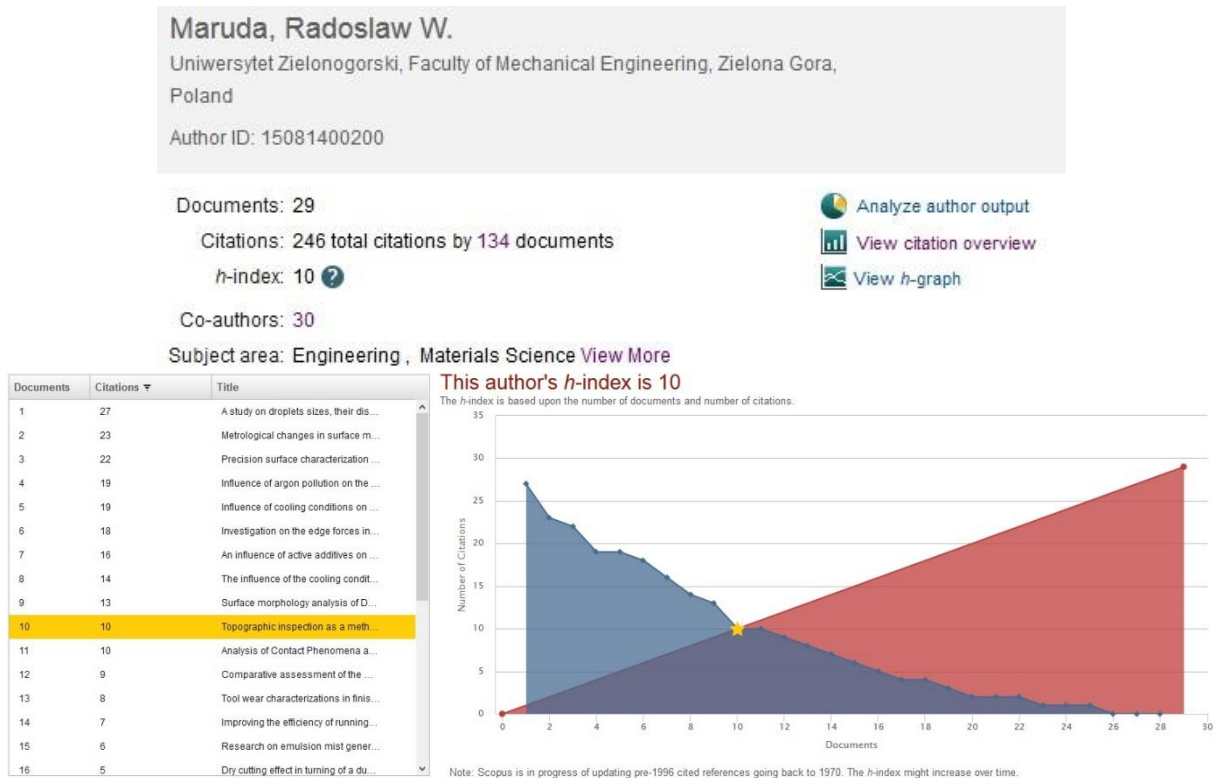 Maruda, Radoslaw W.
Uniwersytet Zielonogorski, Faculty of Mechanical Engineering, Zielona Gora,
Poland
Author ID: 15081400200
Documents: 29
Analyze author output
Citations: 246 total citations by 134 documents
View citation overview
h-index: 10 ?
View h-graph
Co-authors: 30
Subject area: Engineering , Materials Science View More
Documents Citations Title
1 27 A study on droplets sizes, their dis...
2 23 Metrological changes in surface m...
3 22 Precision surface characterization ...
4 19 Influence of argon pollution on the ...
5 19 Influence of cooling conditions on ...
6 18 Investigation on the edge forces in...
7 16 An influence of active additives on ...
8 14 The influence of the cooling condit...
9 13 Surface morphology analysis of D...
10 10 Topographic inspection as a meth...
11 10 Analysis of Contact Phenomena a...
12 9 Comparative assessment of the ...
13 8 Tool wear characterizations in finis...
14 7 Improving the efficiency of running...
15 6 Research on emulsion mist gener...
16 5 Dry cutting effect in turning of a du...
This author's h-index is 10
The h-index is based upon the number of documents and number of citations.
35
30
25
20
15
10
5
0
Number of Citations
0 2 4 6 8 10 12 14 16 18 20 22 24 26 28 30
Documents
Note: Scopus is in progress of updating pre-1996 cited references going back to 1970. The h-index might increase over time.